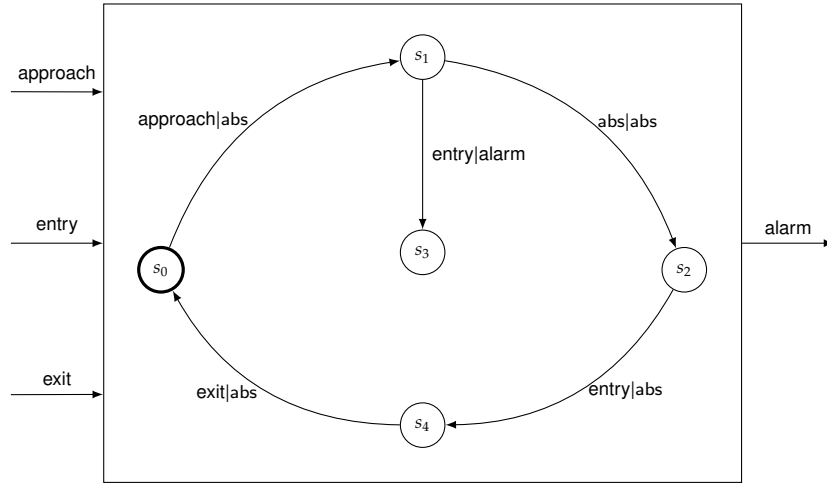 s1
approach
approach|abs
abs|abs
entry|alarm
entry
alarm
s3
s0
s2
exit
exit|abs
entry|abs
s4